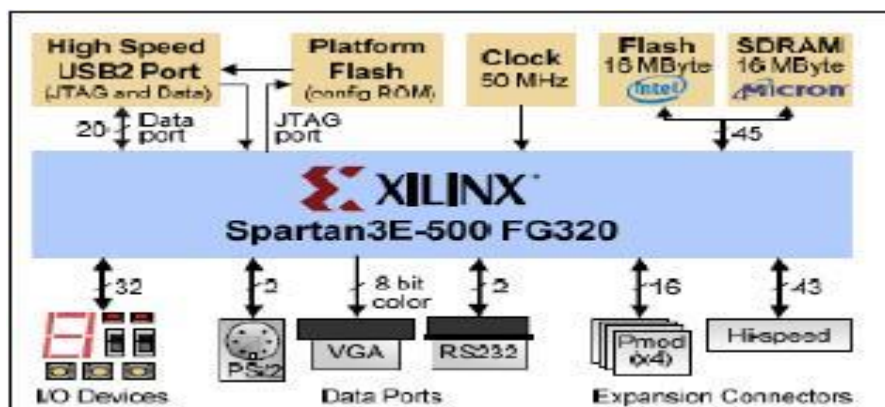 High Speed
USB2 Port
(JTAG and Data)
Platform
Flash
(config ROM)
Clock
50 MHz
Flash
16 MByte
intel
SDRAM
16 MByte
Micron
20
Data
port
JTAG
port
45
XILINX
Spartan3E-500 FG320
32
2
8 bit
color
2
16
43
PS/2
VGA
RS232
Pmod
(x4)
Hi-speed
I/O Devices
Data Ports
Expansion Connectors